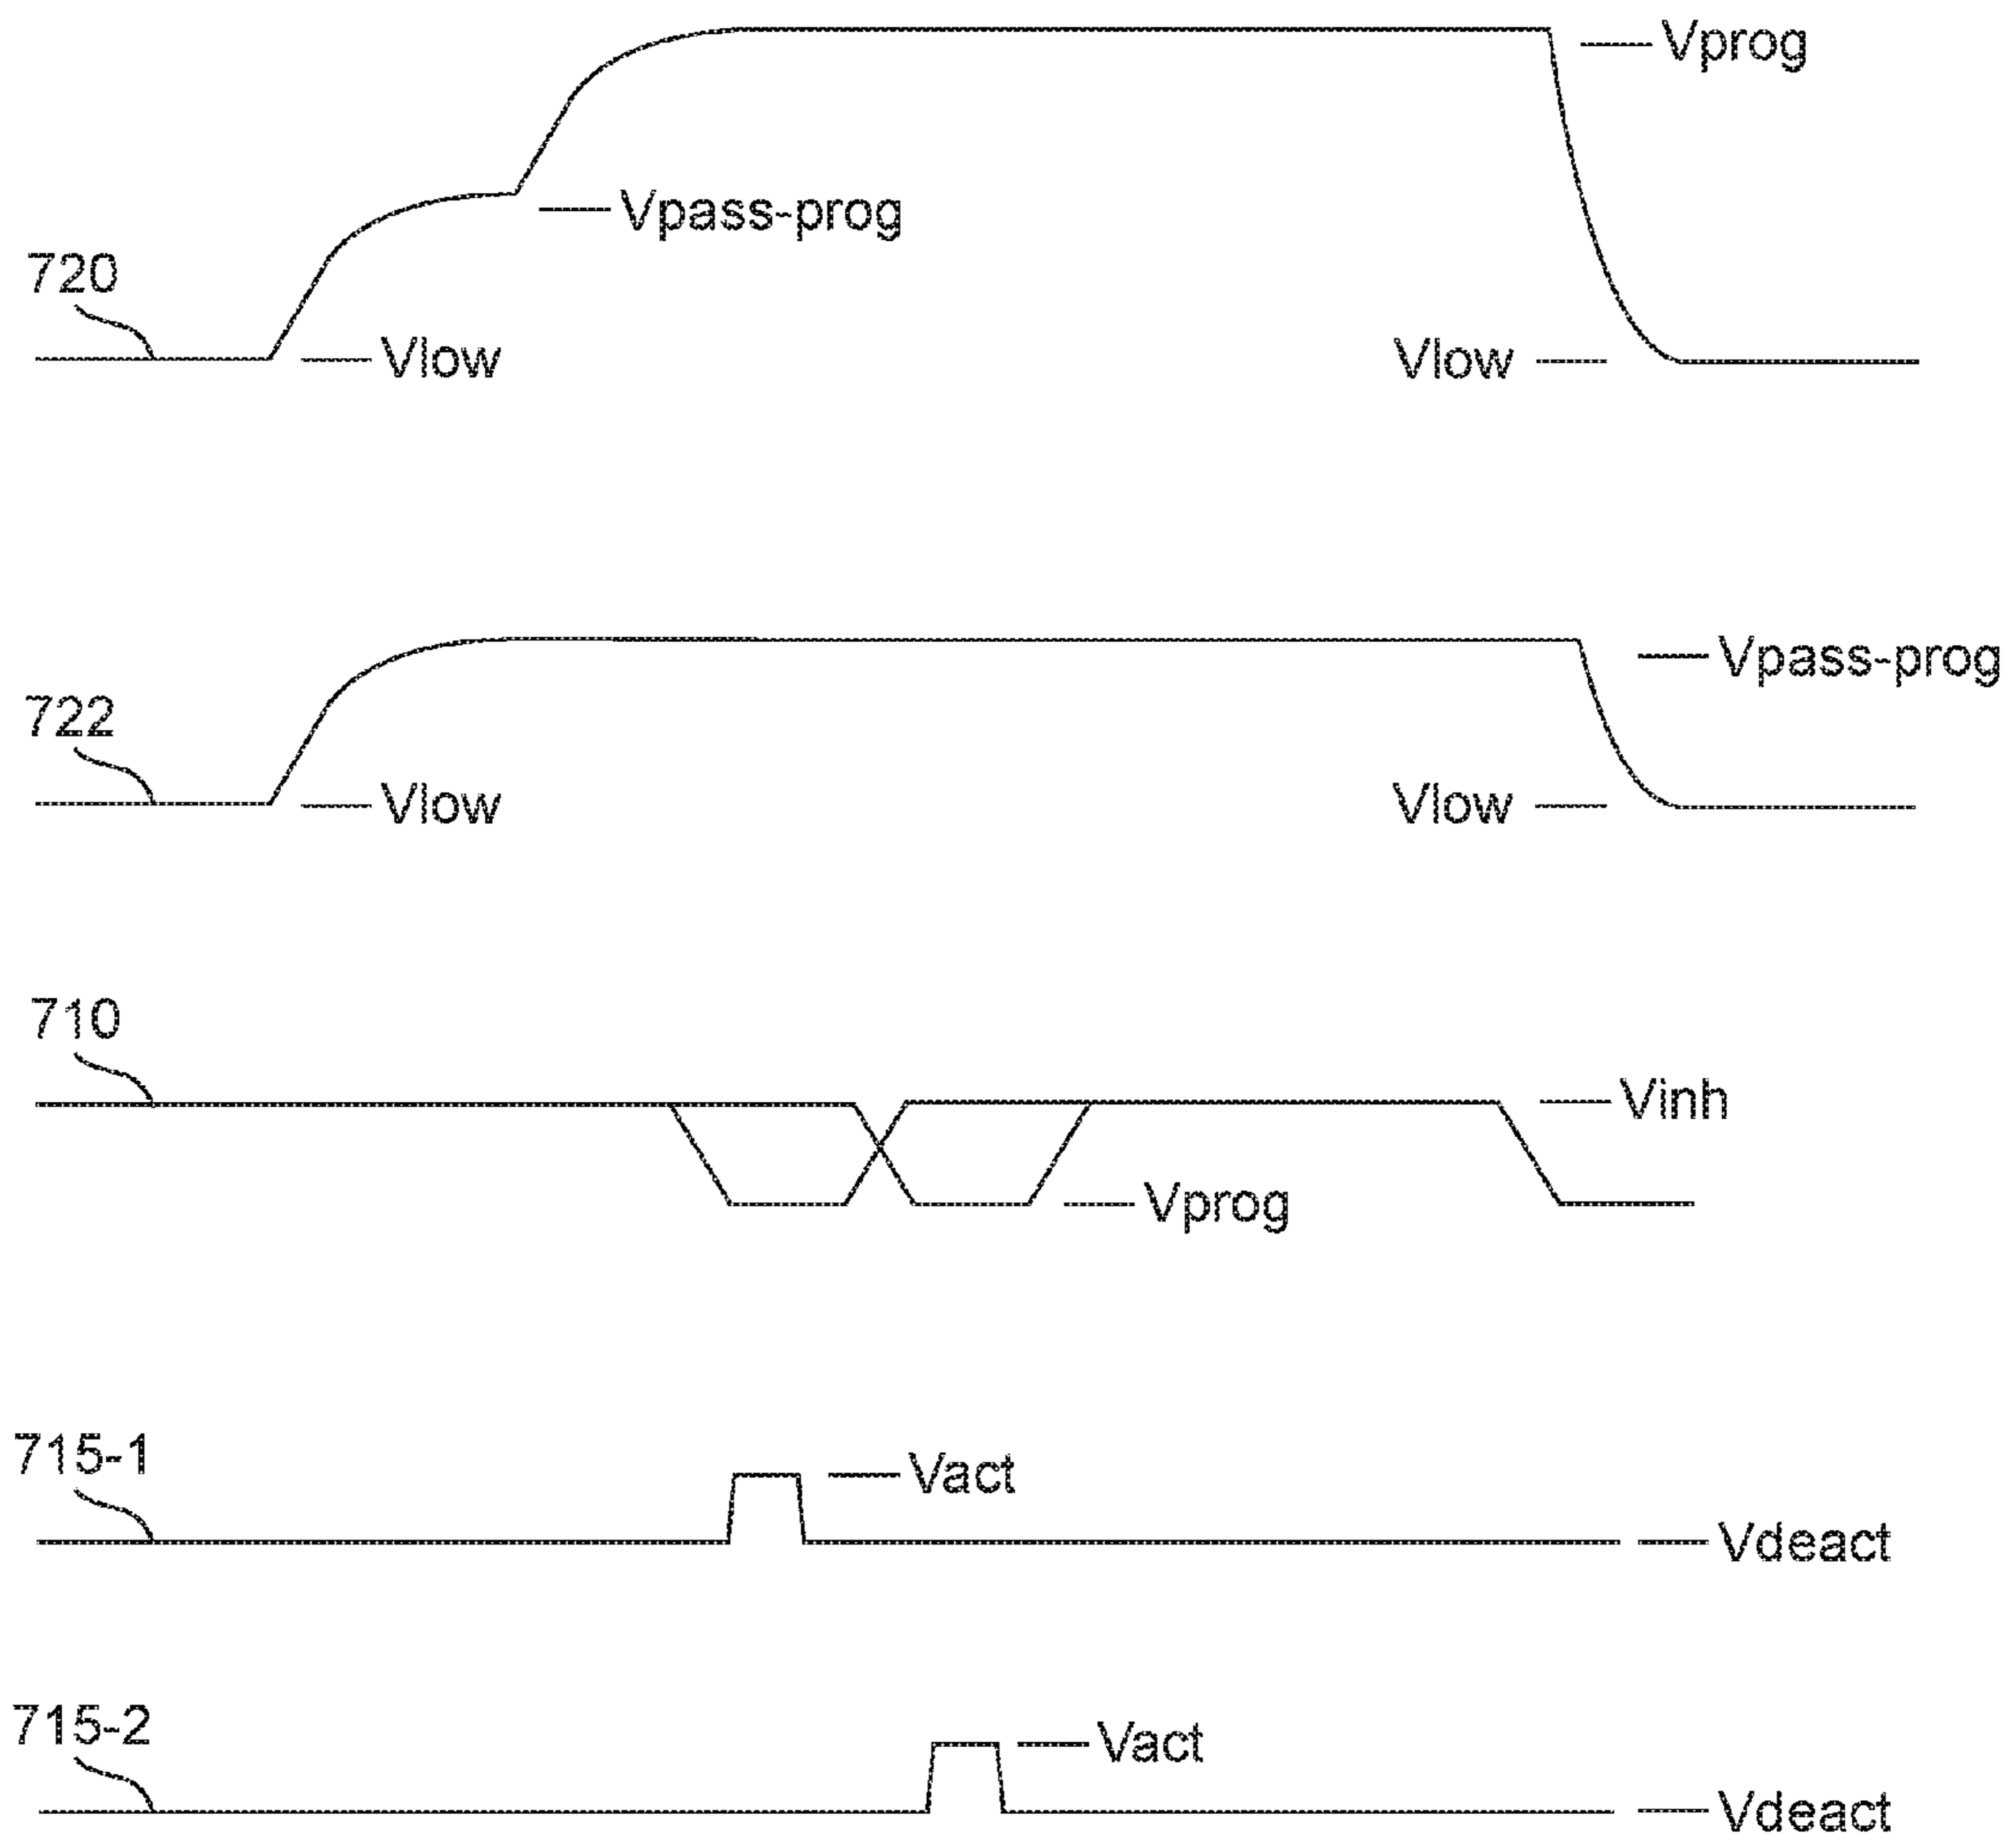 Vprog
Vpass-prog
720
Vlow Vlow
Vpass-prog
722
Vlow Vlow
710
Vinh
Vprog
715-1
Vact
Vdeact
715-2
Vact
Vdeact